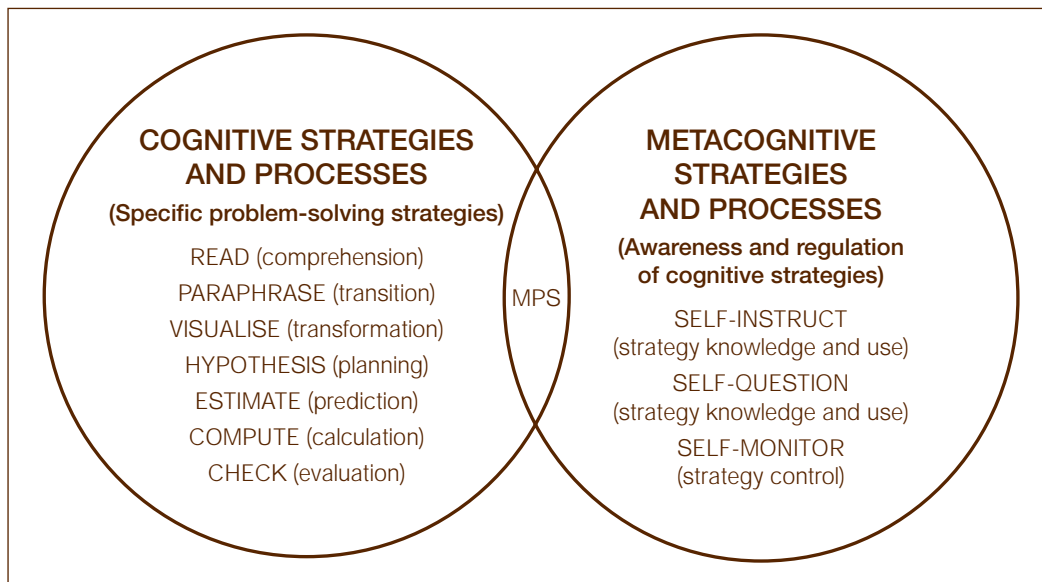 COGNITIVE STRATEGIES
AND PROCESSES
(Specific problem-solving strategies)
READ (comprehension)
PARAPHRASE (transition)
VISUALISE (transformation)
HYPOTHESIS (planning)
ESTIMATE (prediction)
COMPUTE (calculation)
CHECK (evaluation)
MPS
METACOGNITIVE
STRATEGIES
AND PROCESSES
(Awareness and regulation
of cognitive strategies)
SELF-INSTRUCT
(strategy knowledge and use)
SELF-QUESTION
(strategy knowledge and use)
SELF-MONITOR
(strategy control)